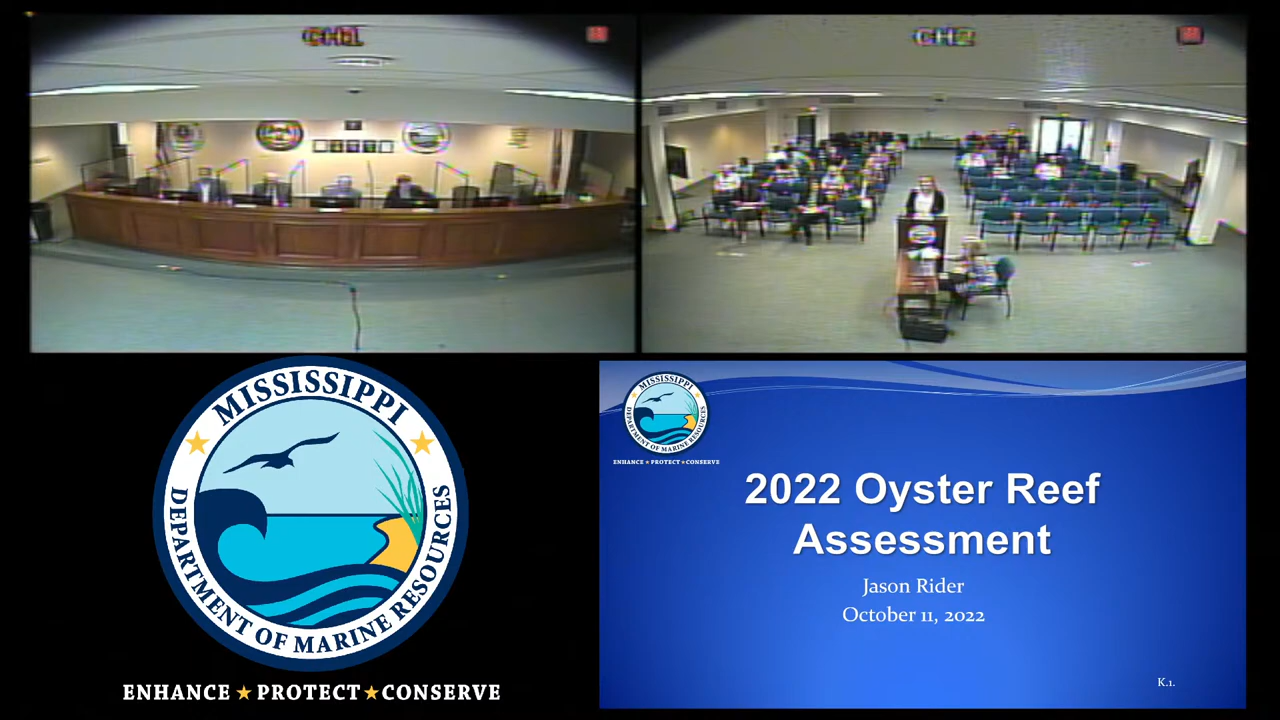 CH1
CH2
MISSISSIPPI
DEPARTMENT OF MARINE RESOURCES
ENHANCE ★ PROTECT ★ CONSERVE
MISSISSIPPI
DEPARTMENT OF MARINE RESOURCES
ENHANCE ★ PROTECT ★ CONSERVE
2022 Oyster Reef
Assessment
Jason Rider
October 11, 2022
K.1.